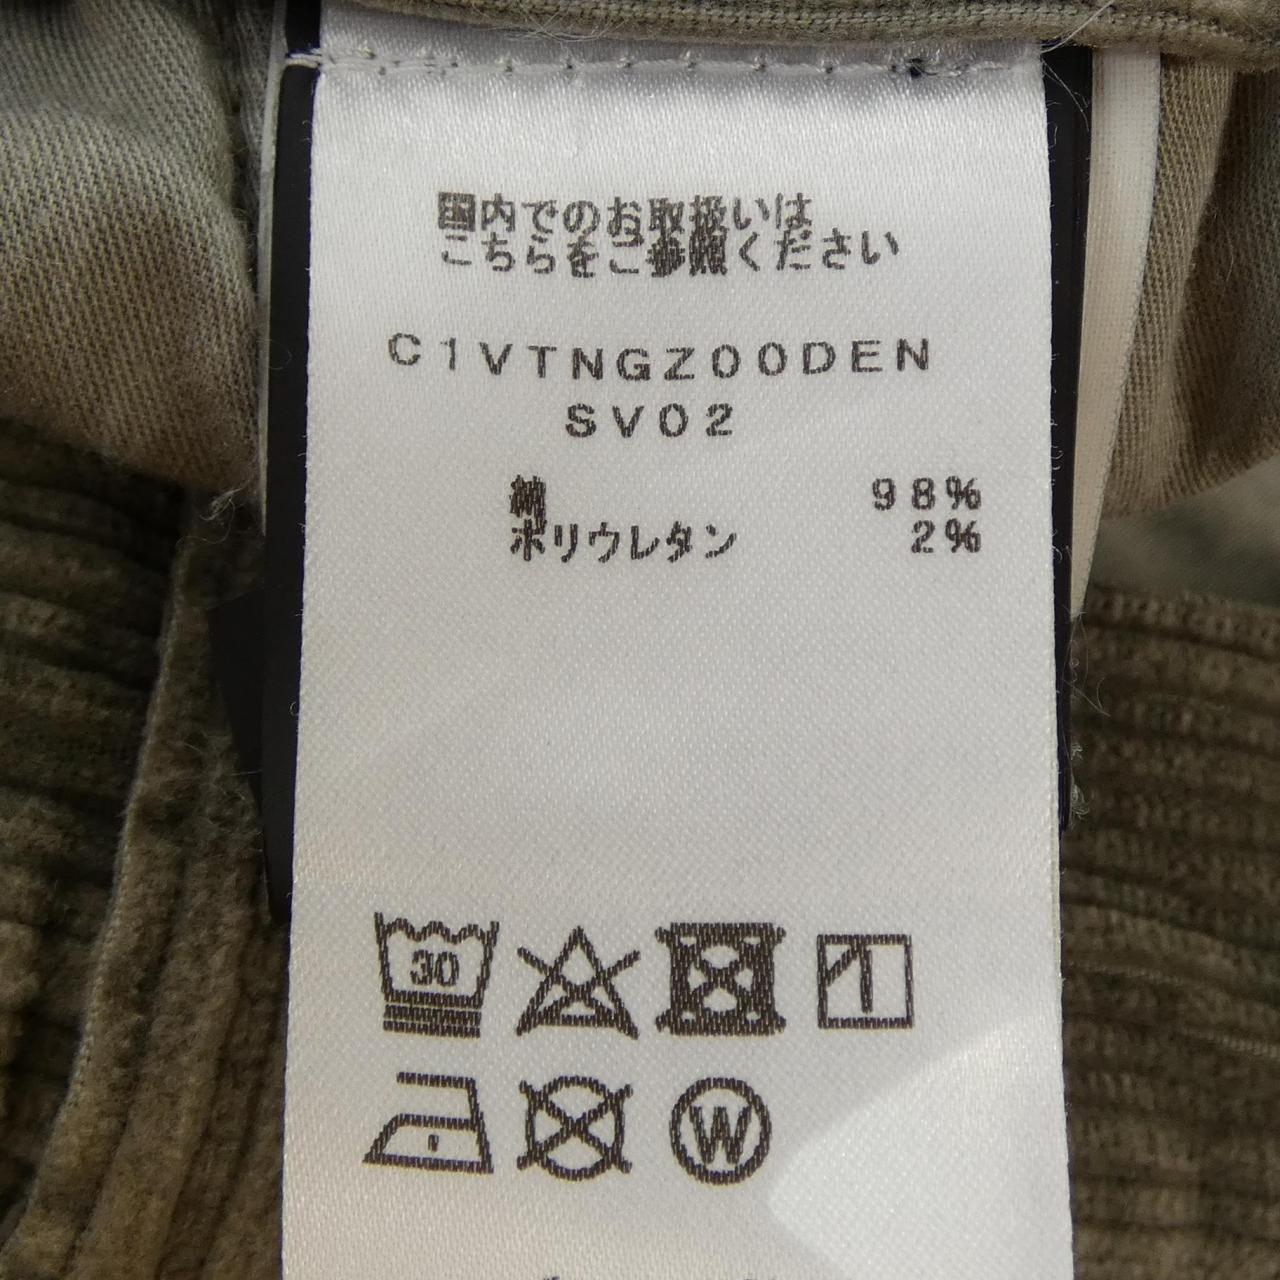 国内でのお取扱いは
こちらをご参照ください
C1VTNGZ00DEN
SV02
綿 98%
ポリウレタン 2%
30
W